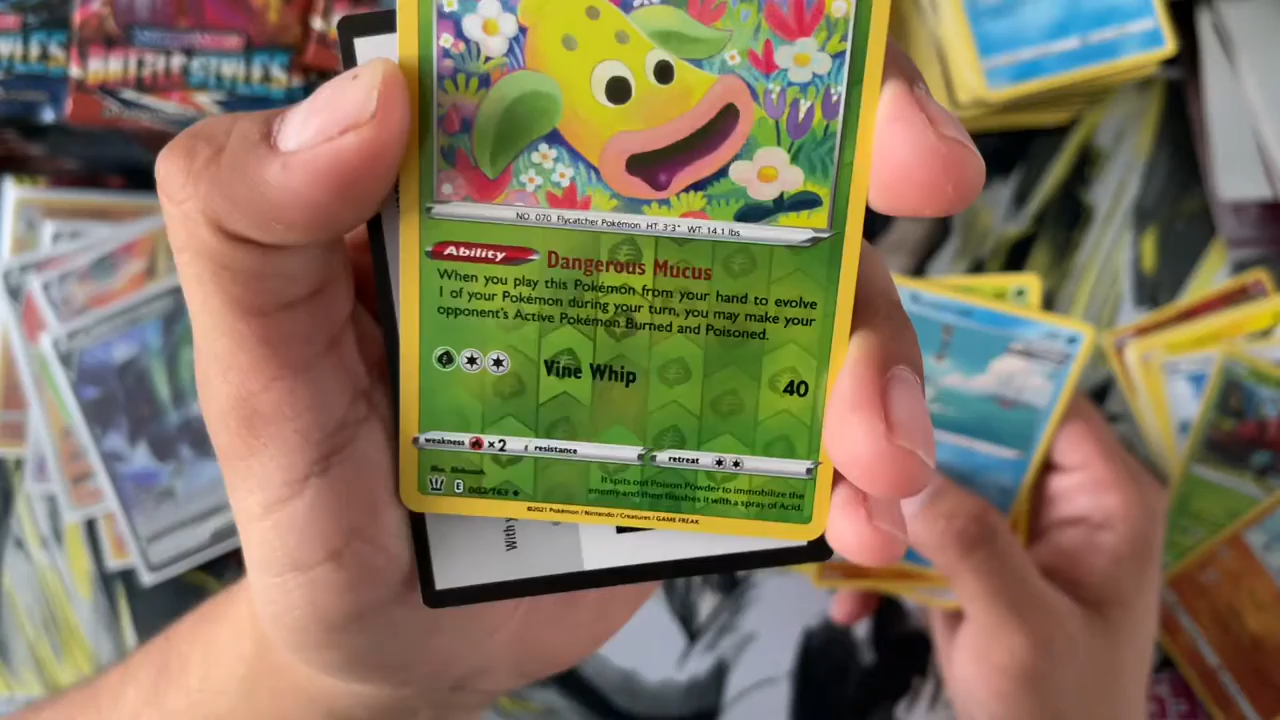 BATTLE STYLES
NO. 070 Flycatcher Pokémon HT: 3'3" WT: 14.1 lbs
Ability Dangerous Mucus
When you play this Pokémon from your hand to evolve
1 of your Pokémon during your turn, you may make your
opponent's Active Pokémon Burned and Poisoned.
Vine Whip 40
weakness ×2 resistance retreat
E 002/163
It spits out Poison Powder to immobilize the
enemy and then finishes it with a spray of Acid.
©2021 Pokémon / Nintendo / Creatures / GAME FREAK
With